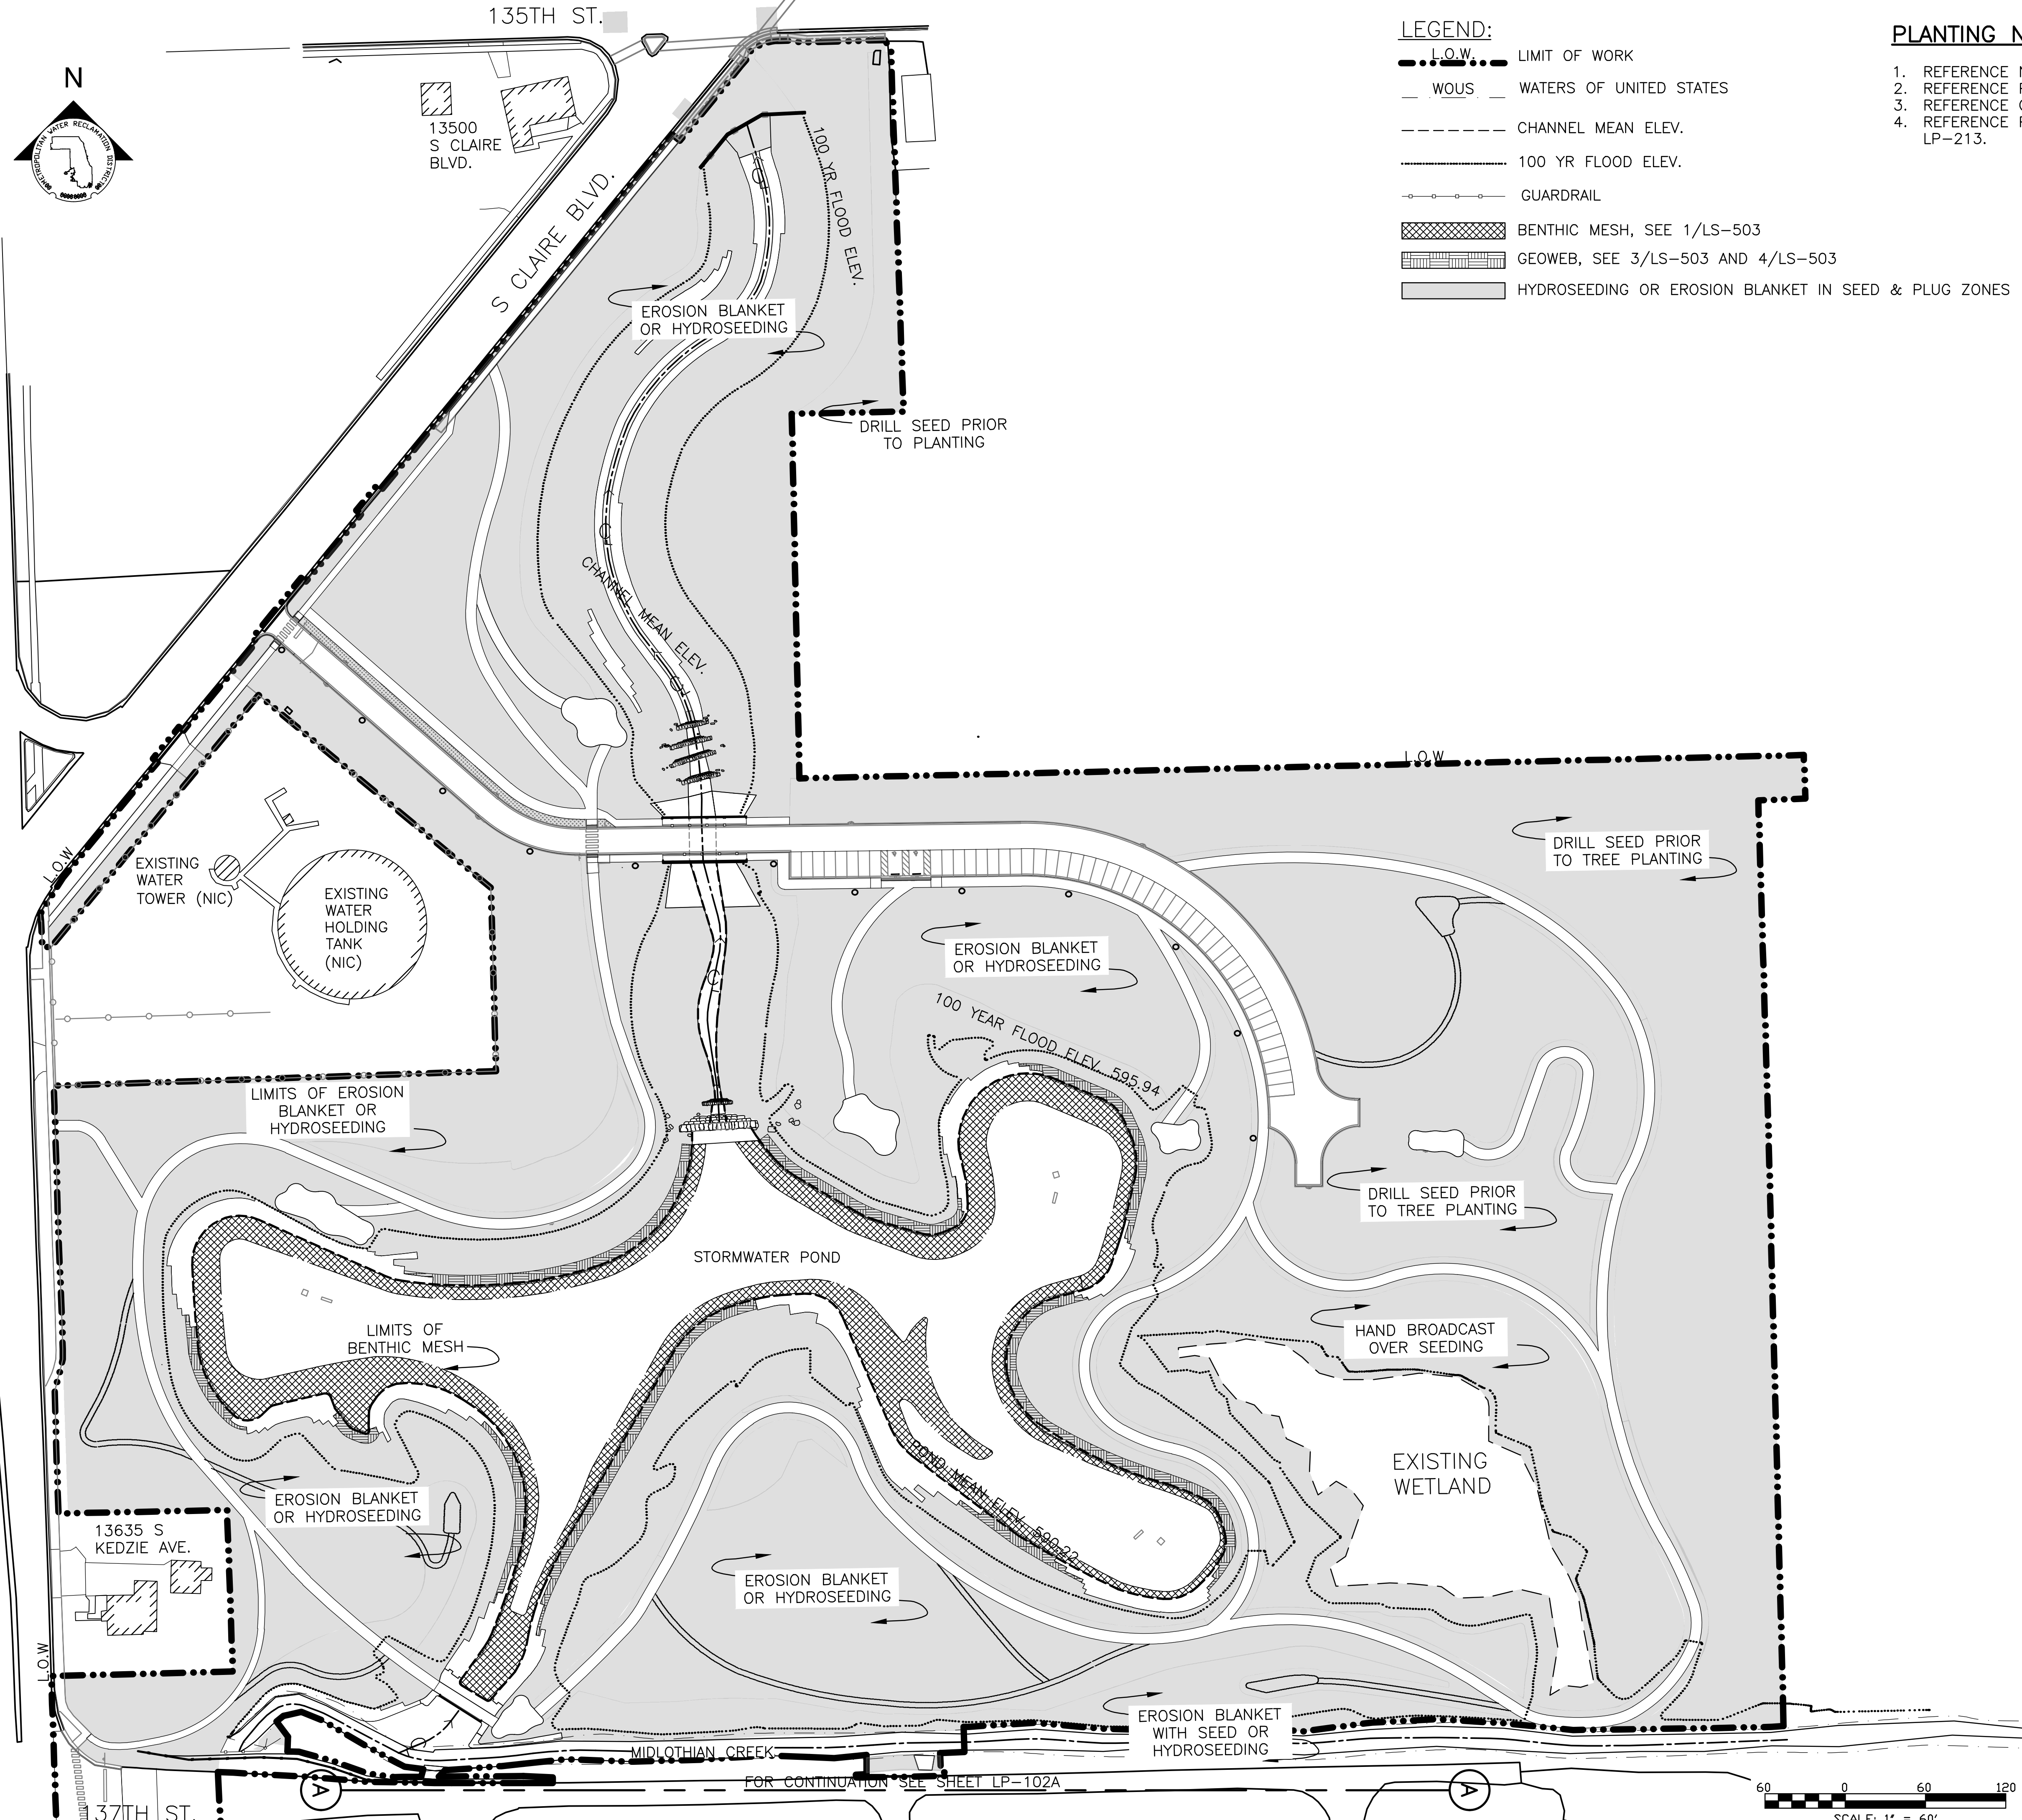 135TH ST.
N
METROPOLITAN WATER RECLAMATION DISTRICT
13500
S CLAIRE
BLVD.
S CLAIRE BLVD.
100 YR FLOOD ELEV.
LEGEND:
L.O.W. LIMIT OF WORK
WOUS WATERS OF UNITED STATES
CHANNEL MEAN ELEV.
100 YR FLOOD ELEV.
GUARDRAIL
BENTHIC MESH, SEE 1/LS-503
GEOWEB, SEE 3/LS-503 AND 4/LS-503
HYDROSEEDING OR EROSION BLANKET IN SEED & PLUG ZONES
PLANTING N
1. REFERENCE
2. REFERENCE
3. REFERENCE
4. REFERENCE
LP-213.
EROSION BLANKET
OR HYDROSEEDING
DRILL SEED PRIOR
TO PLANTING
CHANNEL MEAN ELEV.
L.O.W
L.O.W
EXISTING
WATER
TOWER (NIC)
EXISTING
WATER
HOLDING
TANK
(NIC)
DRILL SEED PRIOR
TO TREE PLANTING
EROSION BLANKET
OR HYDROSEEDING
100 YEAR FLOOD ELEV. 595.94
LIMITS OF EROSION
BLANKET OR
HYDROSEEDING
DRILL SEED PRIOR
TO TREE PLANTING
STORMWATER POND
LIMITS OF
BENTHIC MESH
HAND BROADCAST
OVER SEEDING
POND MEAN ELEV. 590.22
EXISTING
WETLAND
EROSION BLANKET
OR HYDROSEEDING
13635 S
KEDZIE AVE.
EROSION BLANKET
OR HYDROSEEDING
L.O.W
EROSION BLANKET
WITH SEED OR
HYDROSEEDING
MIDLOTHIAN CREEK
FOR CONTINUATION SEE SHEET LP-102A
A
A
137TH ST.
60 0 60 120
SCALE: 1" = 60'